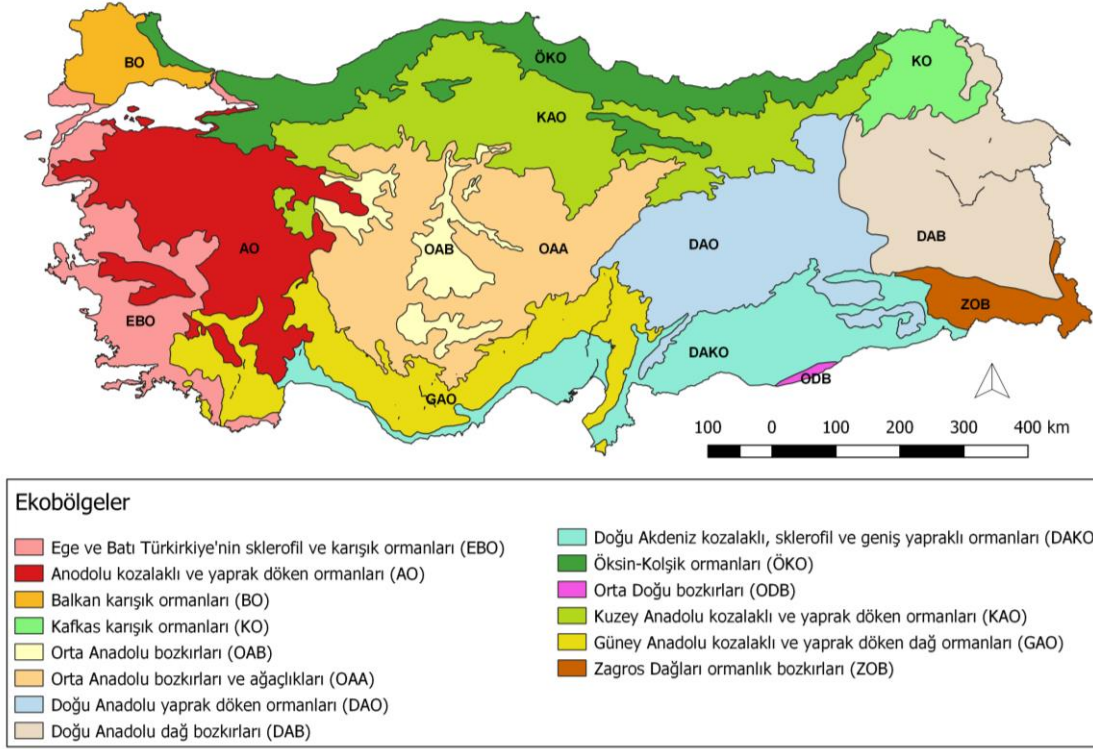 BO
ÖKO
KO
KAO
AO
OAB
OAA
DAO
DAB
EBO
ZOB
DAKO
ODB
GAO
100 0 100 200 300 400 km
Ekobölgeler
Ege ve Batı Türkirkiye'nin sklerofil ve karışık ormanları (EBO)
Anodolu kozalaklı ve yaprak döken ormanları (AO)
Balkan karışık ormanları (BO)
Kafkas karışık ormanları (KO)
Orta Anadolu bozkırları (OAB)
Orta Anadolu bozkırları ve ağaçlıkları (OAA)
Doğu Anadolu yaprak döken ormanları (DAO)
Doğu Anadolu dağ bozkırları (DAB)
Doğu Akdeniz kozalaklı, sklerofil ve geniş yapraklı ormanları (DAKO
Öksin-Kolşik ormanları (ÖKO)
Orta Doğu bozkırları (ODB)
Kuzey Anadolu kozalaklı ve yaprak döken ormanları (KAO)
Güney Anadolu kozalaklı ve yaprak döken dağ ormanları (GAO)
Zagros Dağları ormanlık bozkırları (ZOB)